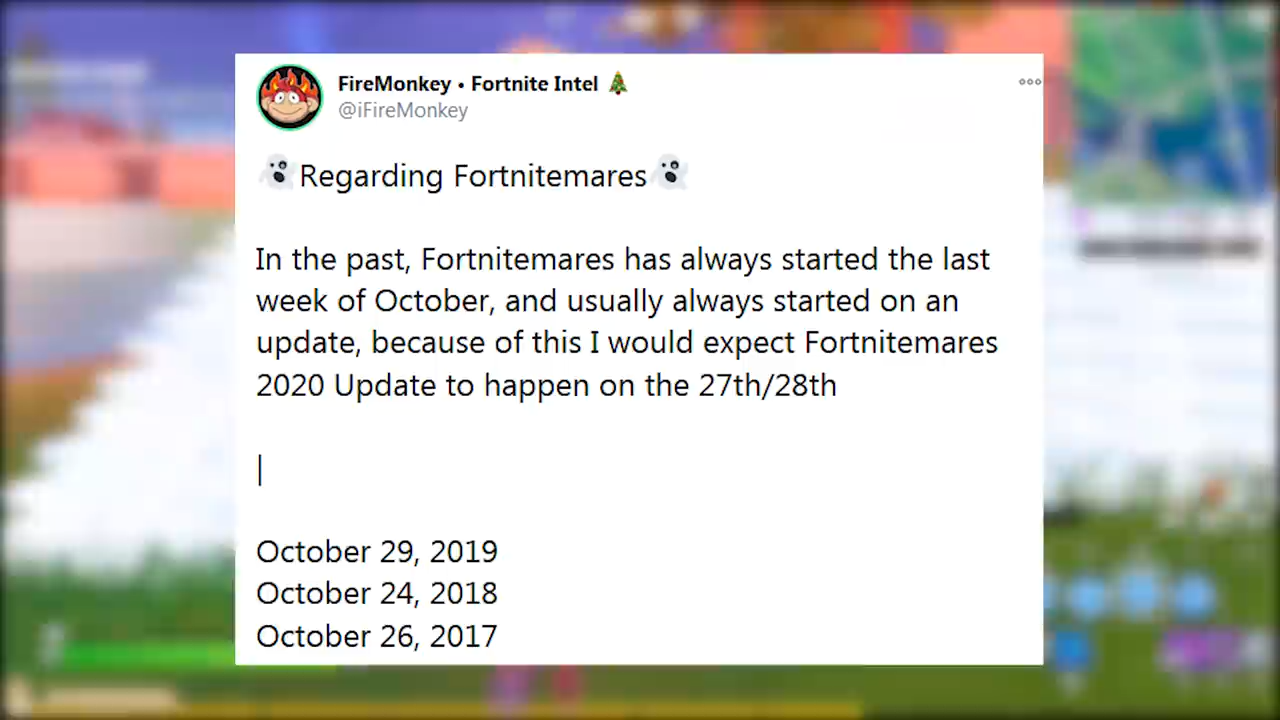 FireMonkey • Fortnite Intel 🎄
@iFireMonkey
👻Regarding Fortnitemares👻
In the past, Fortnitemares has always started the last
week of October, and usually always started on an
update, because of this I would expect Fortnitemares
2020 Update to happen on the 27th/28th
|
October 29, 2019
October 24, 2018
October 26, 2017